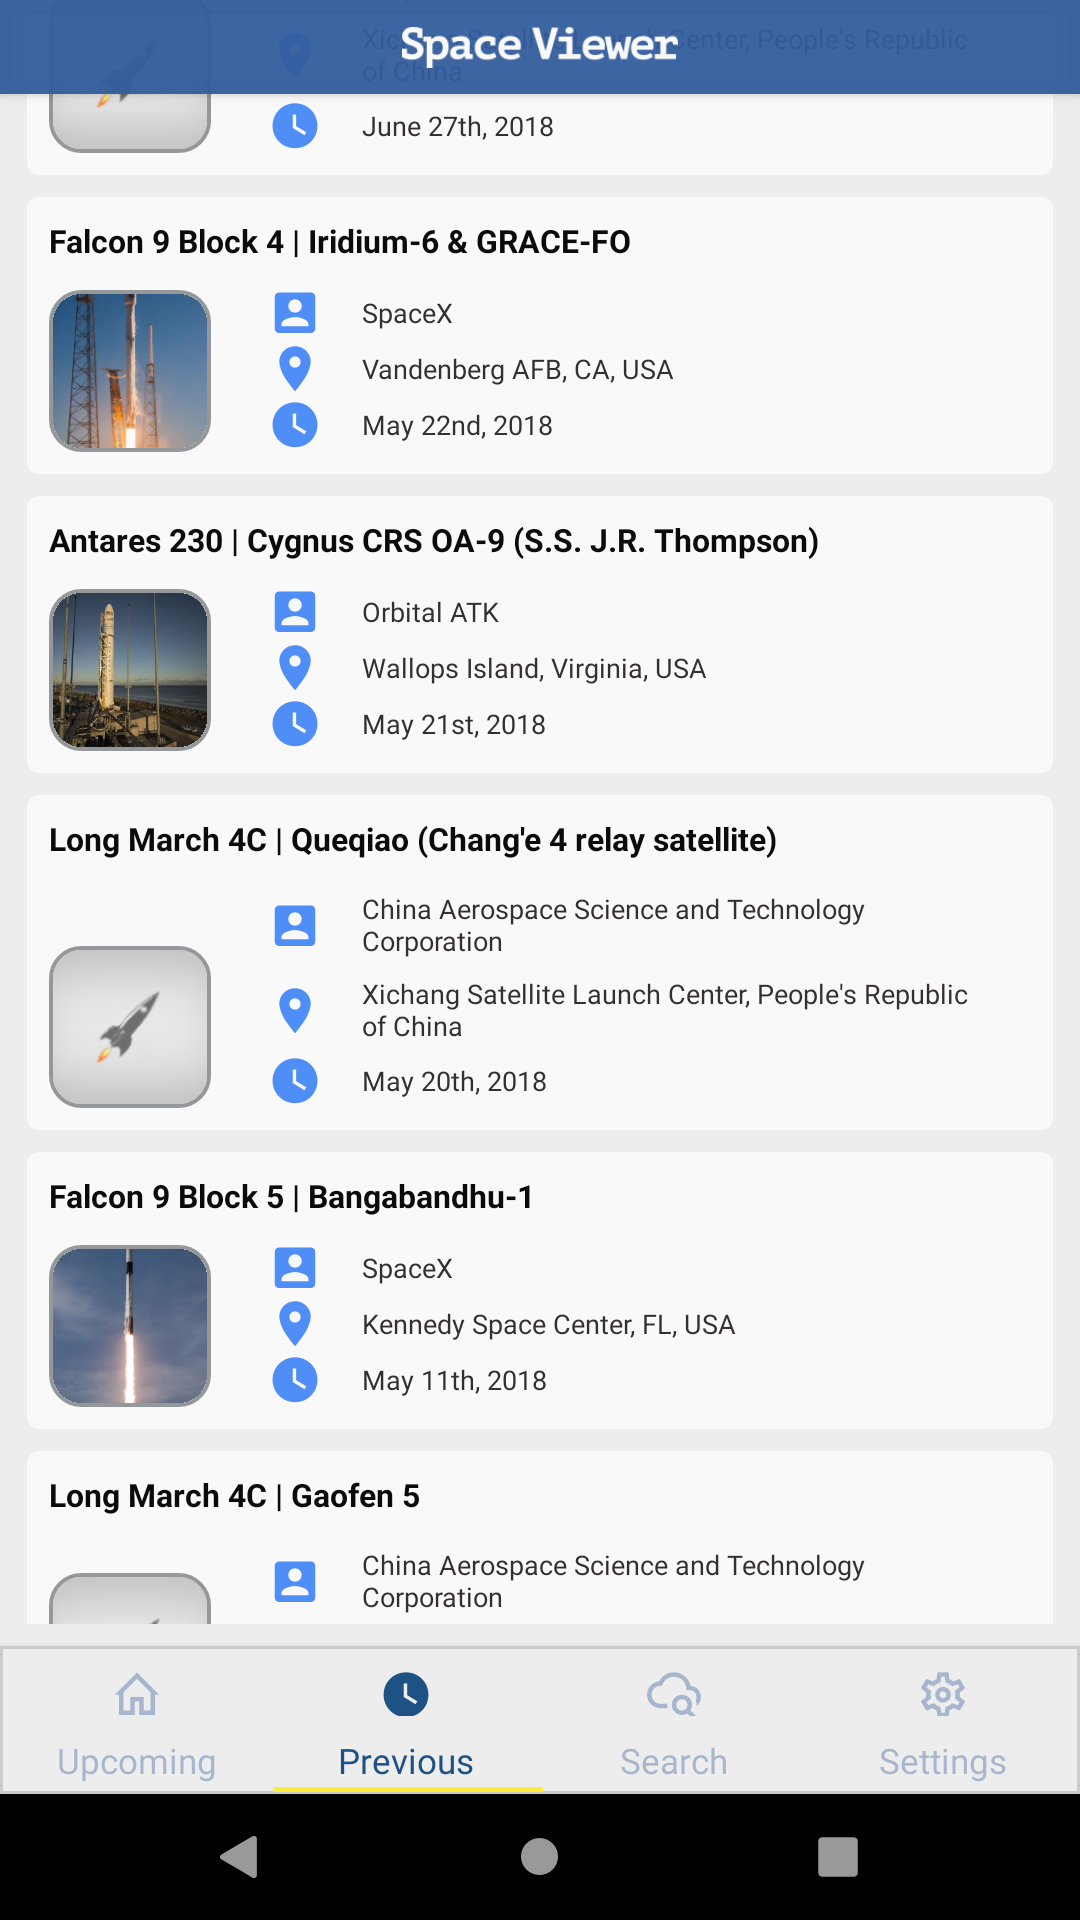 Space Viewer
Xichang Satellite Launch Center, People's Republic
of China
June 27th, 2018
Falcon 9 Block 4 | Iridium-6 & GRACE-FO
SpaceX
Vandenberg AFB, CA, USA
May 22nd, 2018
Antares 230 | Cygnus CRS OA-9 (S.S. J.R. Thompson)
Orbital ATK
Wallops Island, Virginia, USA
May 21st, 2018
Long March 4C | Queqiao (Chang'e 4 relay satellite)
China Aerospace Science and Technology
Corporation
Xichang Satellite Launch Center, People's Republic
of China
May 20th, 2018
Falcon 9 Block 5 | Bangabandhu-1
SpaceX
Kennedy Space Center, FL, USA
May 11th, 2018
Long March 4C | Gaofen 5
China Aerospace Science and Technology
Corporation
Upcoming
Previous
Search
Settings